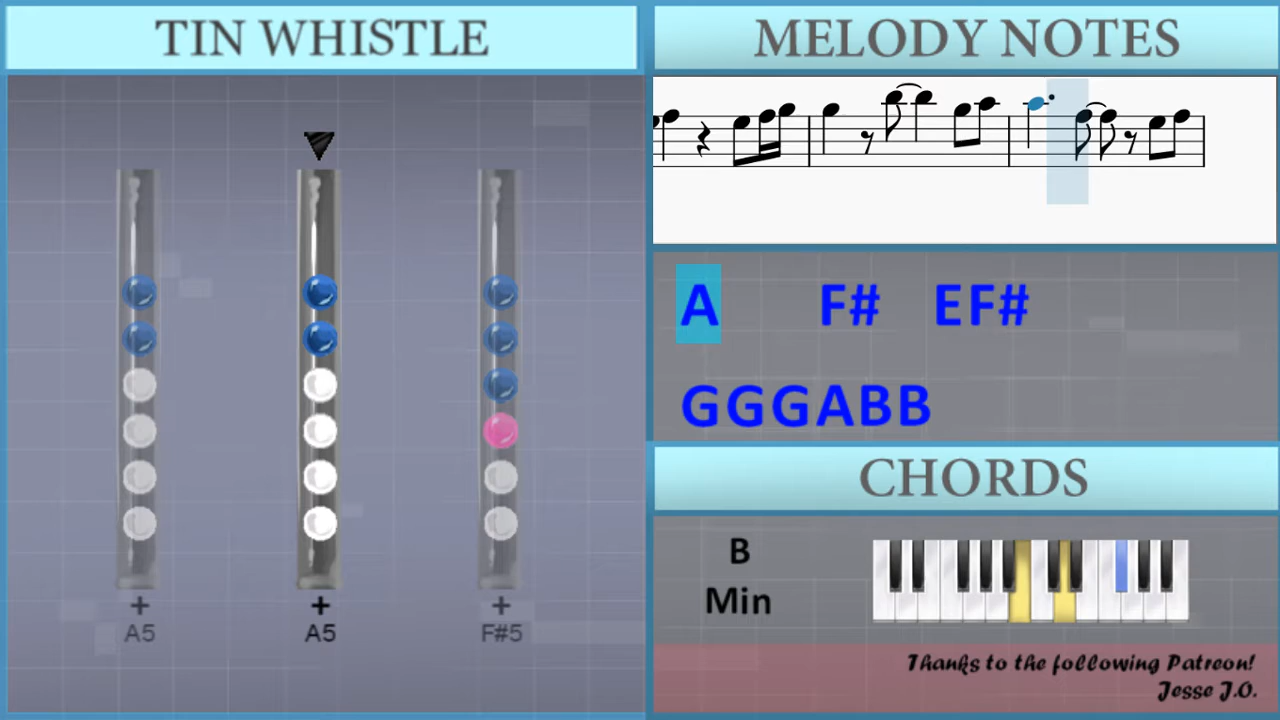 TIN WHISTLE
+
A5
+
A5
+
F#5
MELODY NOTES
A F# EF#
GGGABB
CHORDS
B
Min
Thanks to the following Patreon!
Jesse J.O.